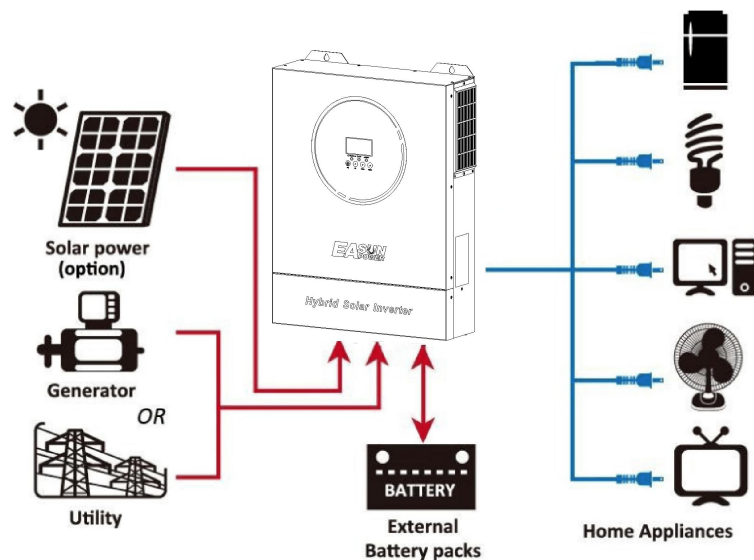 EASUN
POWER
Hybrid Solar Inverter
Solar power
(option)
Generator
OR
Utility
BATTERY
External
Battery packs
Home Appliances